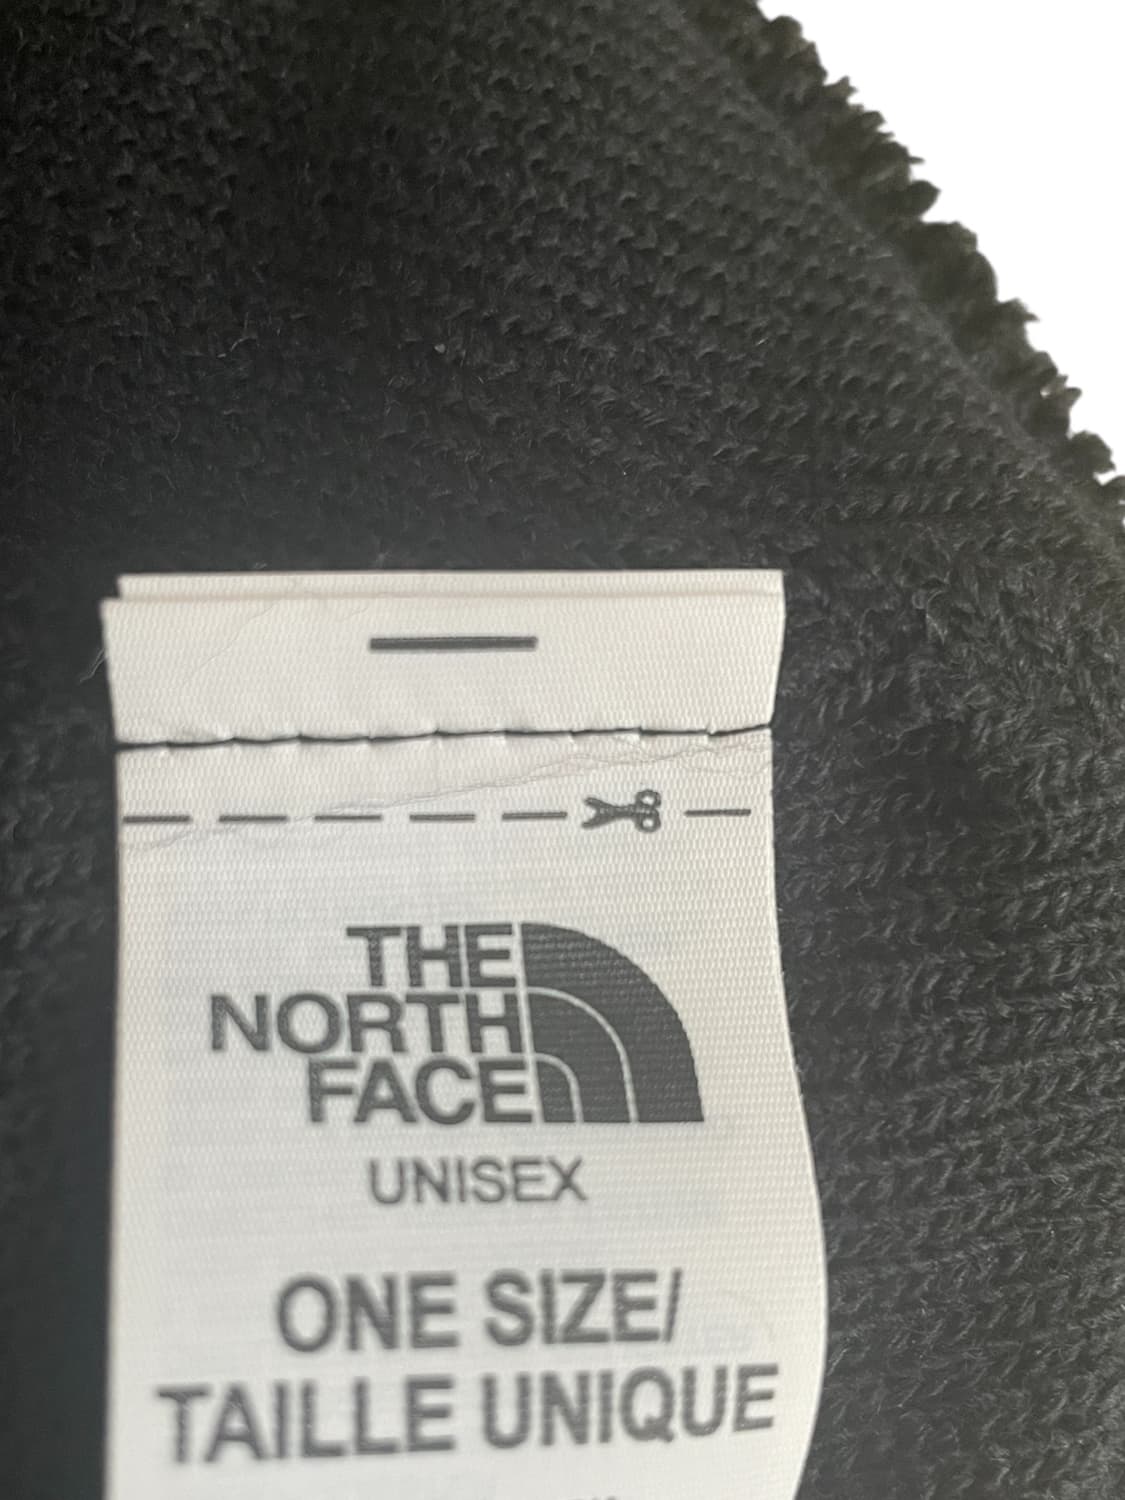 THE
NORTH
FACE
UNISEX
ONE SIZE/
TAILLE UNIQUE